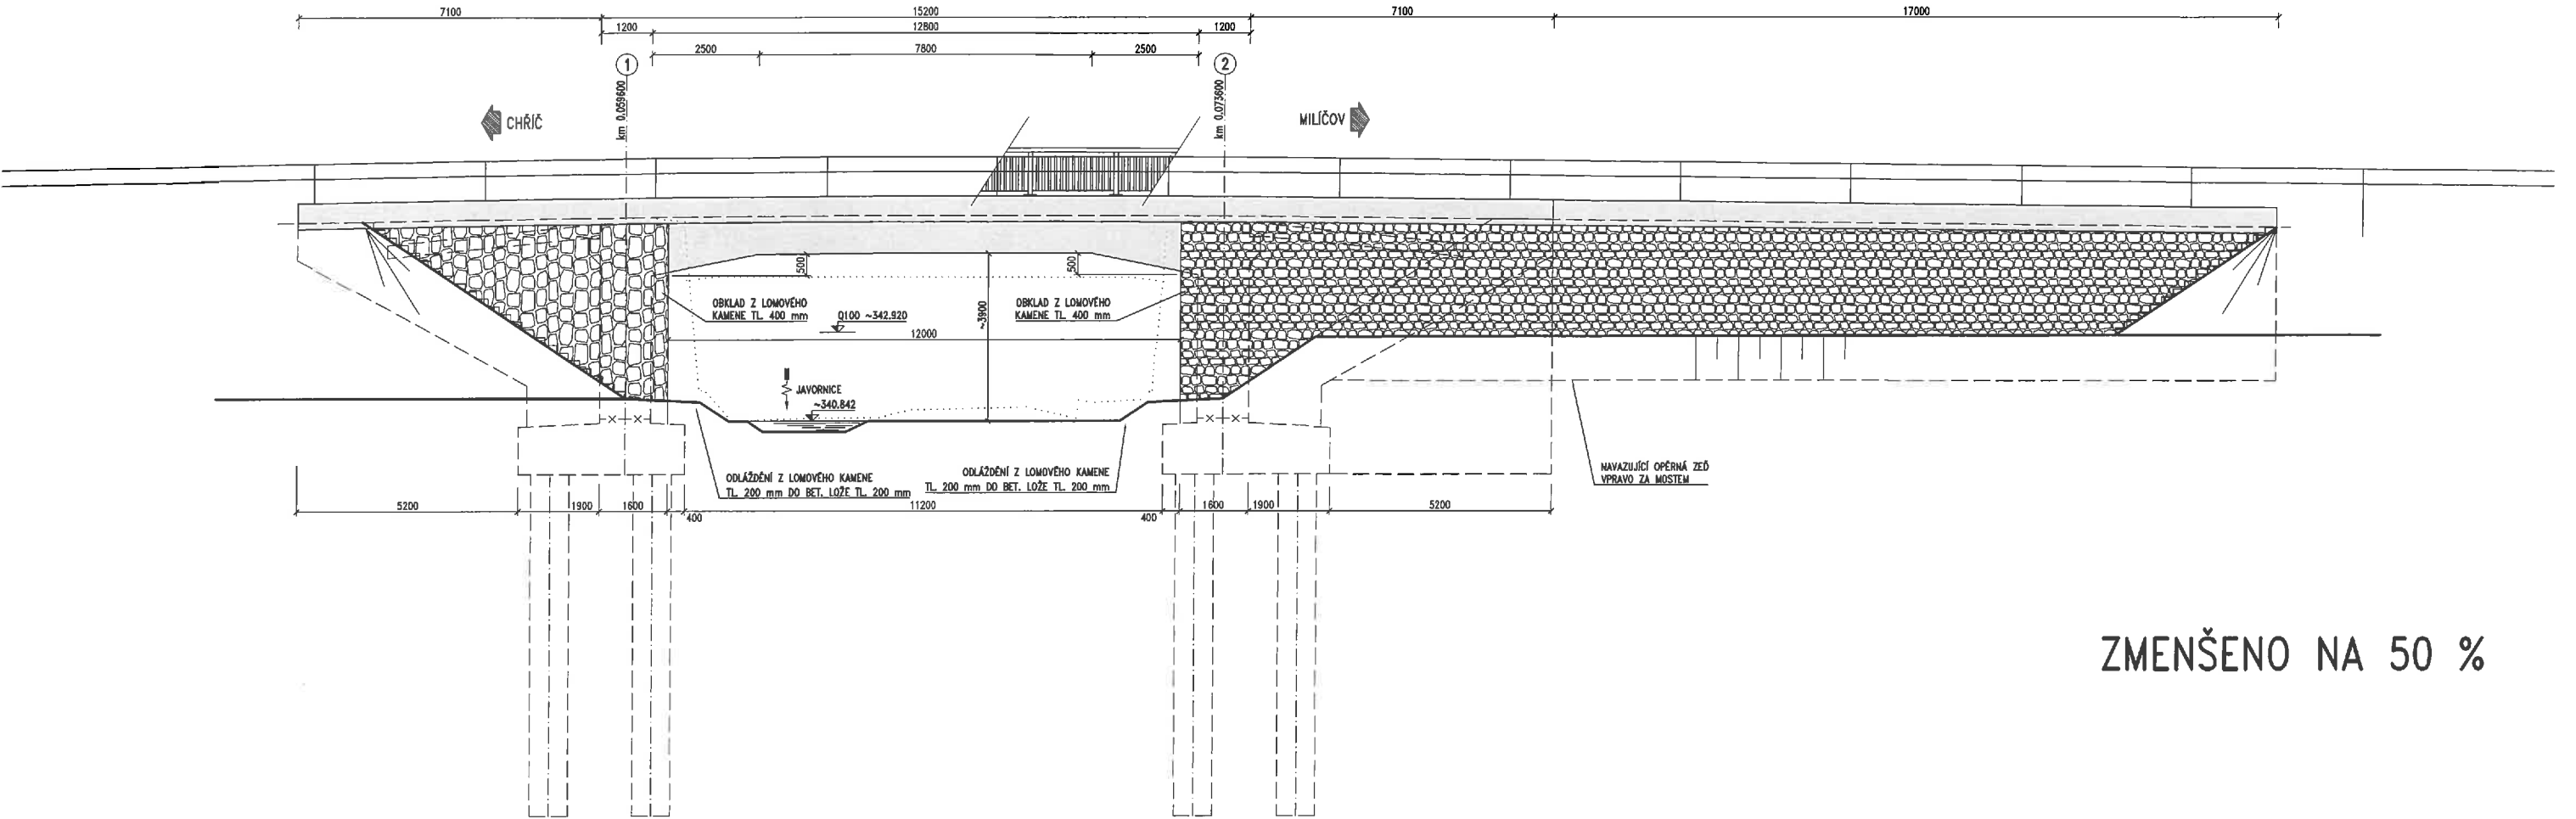 7100 15200 7100 17000
1200 12800 1200
2500 7800 2500
1 2
km 0.059600
km 0.073600
CHŘÍČ
MILÍČOV
500 500
~3900
OBKLAD Z LOMOVÉHO
KAMENE TL. 400 mm
Q100 ~342.920
OBKLAD Z LOMOVÉHO
KAMENE TL. 400 mm
12000
JAVORNICE
~340.842
ODLÁŽDĚNÍ Z LOMOVÉHO KAMENE
TL. 200 mm DO BET. LOŽE TL. 200 mm
ODLÁŽDĚNÍ Z LOMOVÉHO KAMENE
TL. 200 mm DO BET. LOŽE TL. 200 mm
NAVAZUJÍCÍ OPĚRNÁ ZEĎ
VPRAVO ZA MOSTEM
5200 1900 1600 400 11200 400 1600 1900 5200
ZMENŠENO NA 50 %